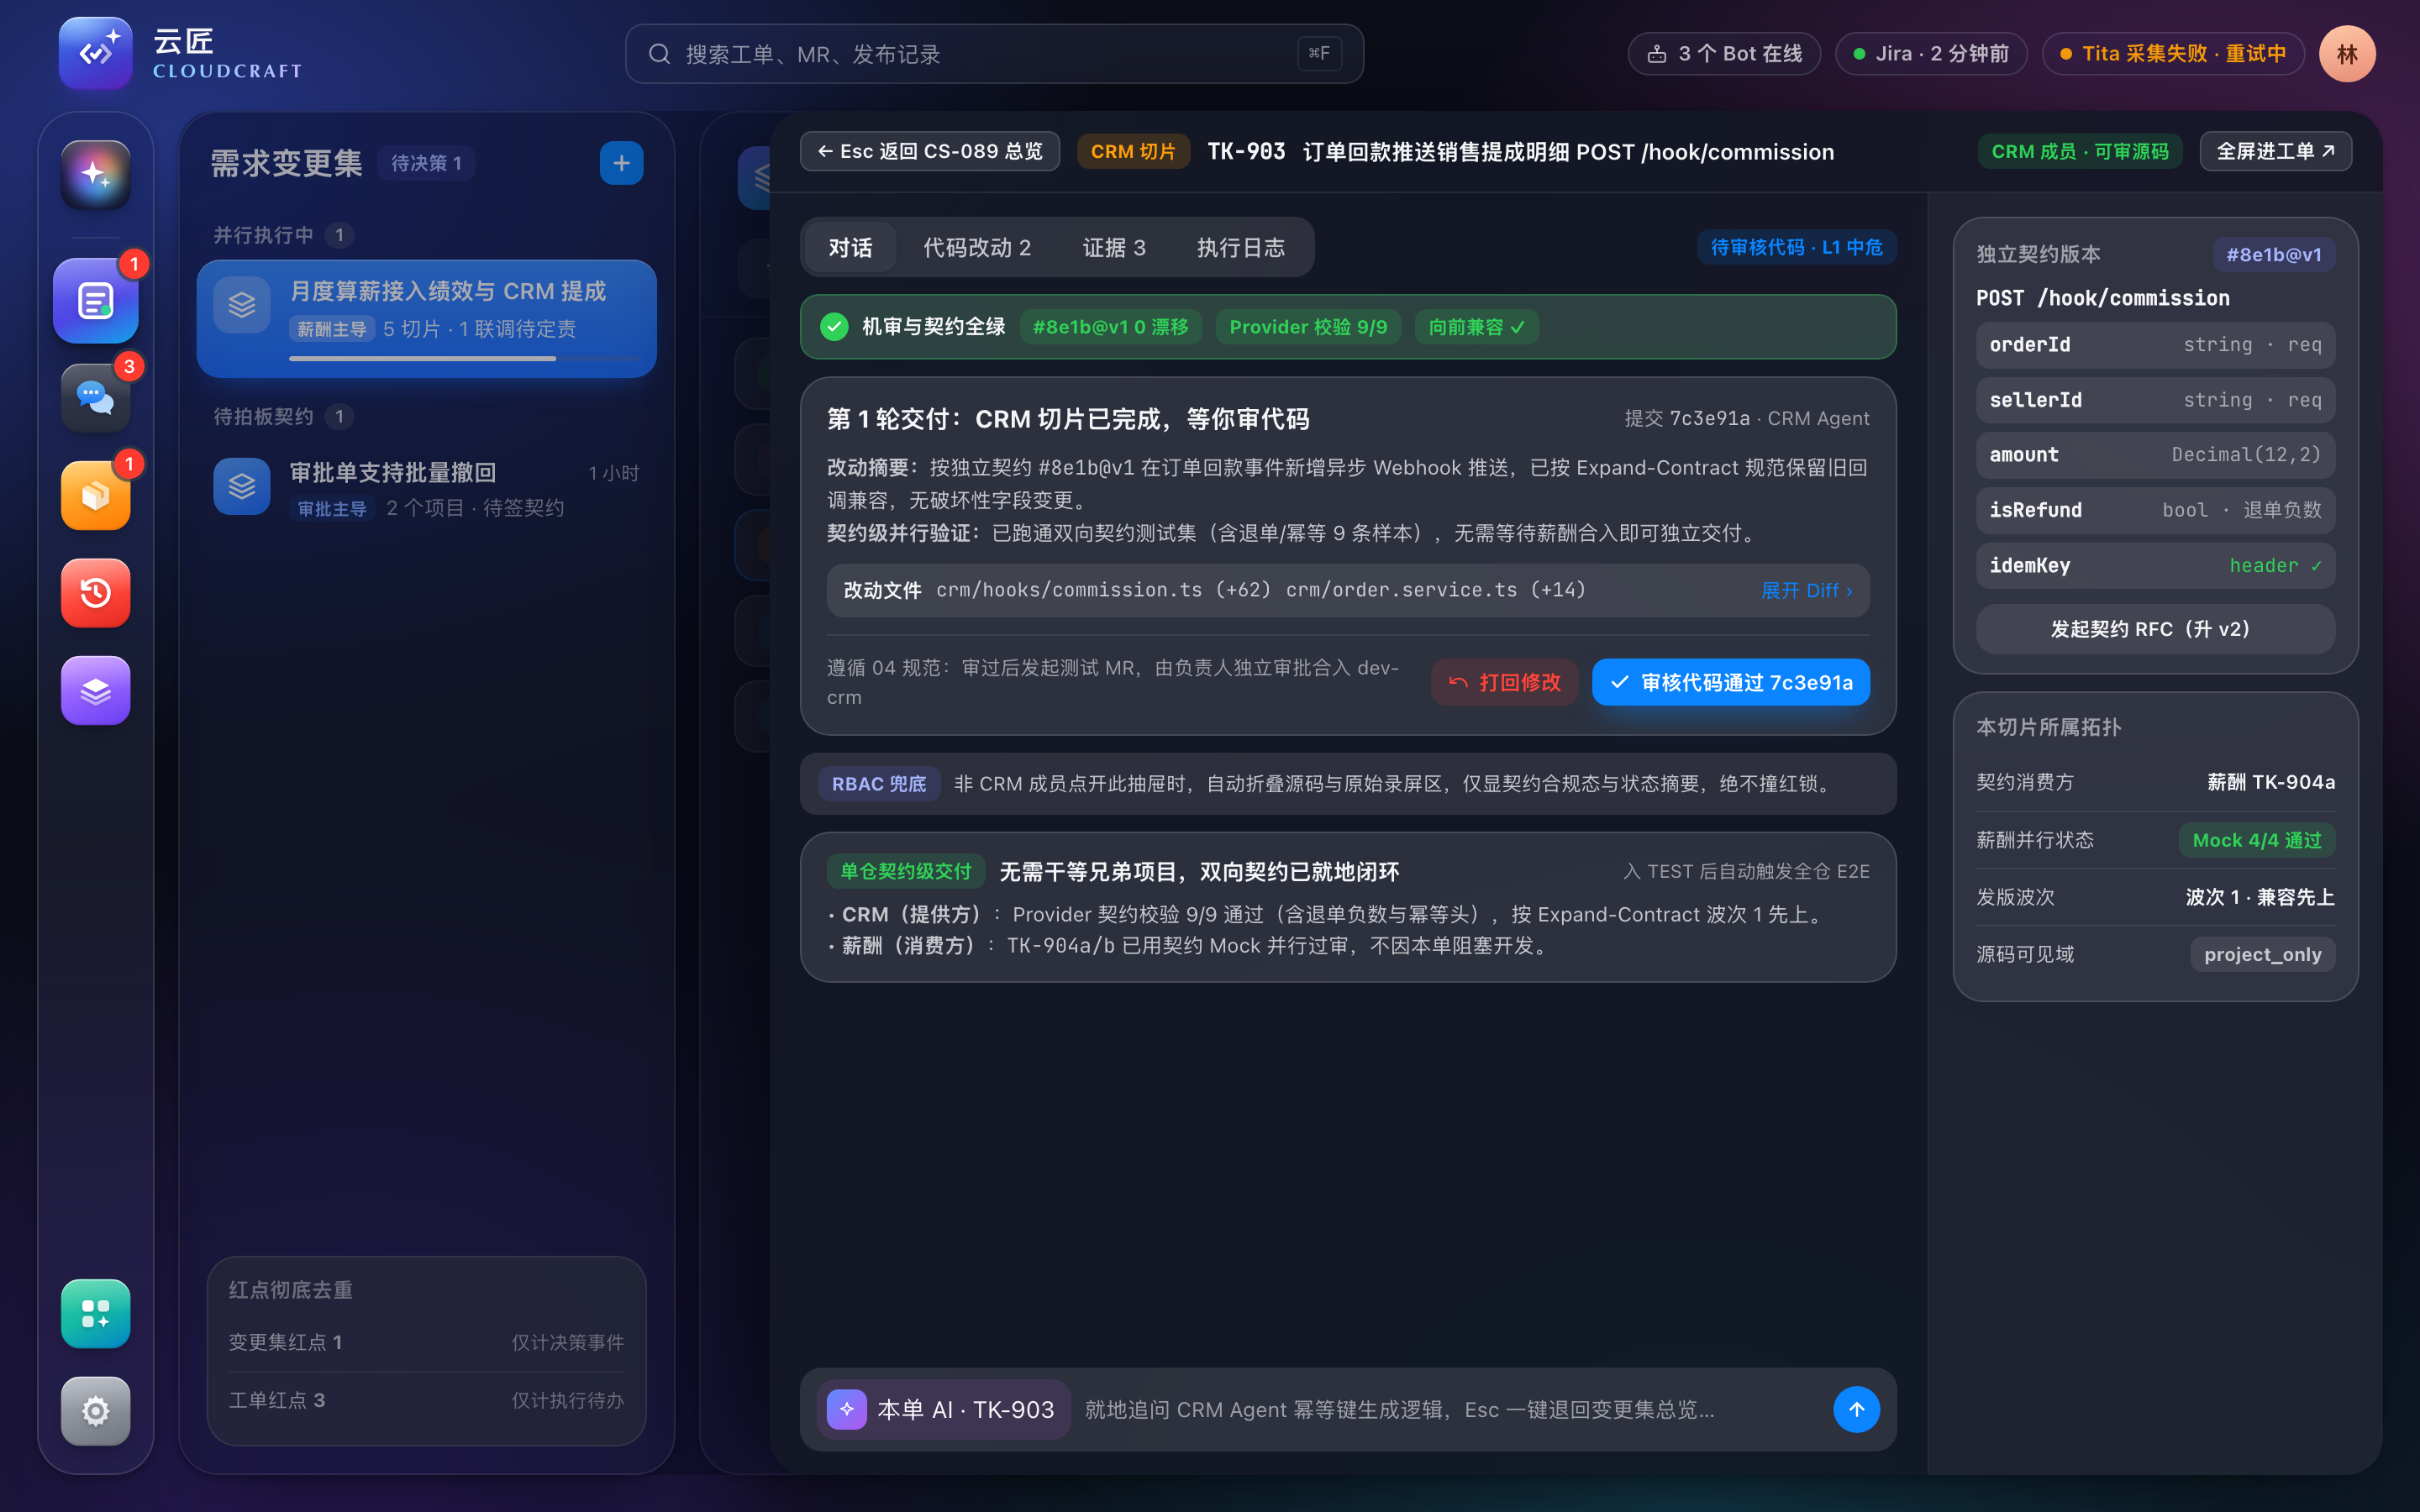 云匠
CLOUDCRAFT
搜索工单、MR、发布记录
⌘F
3 个 Bot 在线
Jira · 2 分钟前
Tita 采集失败 · 重试中
林
1
3
1
需求变更集
待决策 1
+
并行执行中 1
月度算薪接入绩效与 CRM 提成
薪酬主导 5 切片 · 1 联调待定责
待拍板契约 1
审批单支持批量撤回
1 小时
审批主导 2 个项目 · 待签契约
红点彻底去重
变更集红点 1
仅计决策事件
工单红点 3
仅计执行待办
← Esc 返回 CS-089 总览
CRM 切片
TK-903 订单回款推送销售提成明细 POST /hook/commission
CRM 成员 · 可审源码
全屏进工单 ↗
对话
代码改动 2
证据 3
执行日志
待审核代码 · L1 中危
机审与契约全绿
#8e1b@v1 0 漂移
Provider 校验 9/9
向前兼容 ✓
第 1 轮交付：CRM 切片已完成，等你审代码
提交 7c3e91a · CRM Agent
改动摘要：按独立契约 #8e1b@v1 在订单回款事件新增异步 Webhook 推送，已按 Expand-Contract 规范保留旧回
调兼容，无破坏性字段变更。
契约级并行验证：已跑通双向契约测试集（含退单/幂等 9 条样本），无需等待薪酬合入即可独立交付。
改动文件 crm/hooks/commission.ts (+62) crm/order.service.ts (+14)
展开 Diff ›
遵循 04 规范：审过后发起测试 MR，由负责人独立审批合入 dev-
crm
打回修改
审核代码通过 7c3e91a
RBAC 兜底
非 CRM 成员点开此抽屉时，自动折叠源码与原始录屏区，仅显契约合规态与状态摘要，绝不撞红锁。
单仓契约级交付
无需干等兄弟项目，双向契约已就地闭环
入 TEST 后自动触发全仓 E2E
· CRM（提供方）：Provider 契约校验 9/9 通过（含退单负数与幂等头），按 Expand-Contract 波次 1 先上。
· 薪酬（消费方）：TK-904a/b 已用契约 Mock 并行过审，不因本单阻塞开发。
本单 AI · TK-903
就地追问 CRM Agent 幂等键生成逻辑，Esc 一键退回变更集总览...
独立契约版本
#8e1b@v1
POST /hook/commission
orderId
string · req
sellerId
string · req
amount
Decimal(12,2)
isRefund
bool · 退单负数
idemKey
header ✓
发起契约 RFC（升 v2）
本切片所属拓扑
契约消费方
薪酬 TK-904a
薪酬并行状态
Mock 4/4 通过
发版波次
波次 1 · 兼容先上
源码可见域
project_only